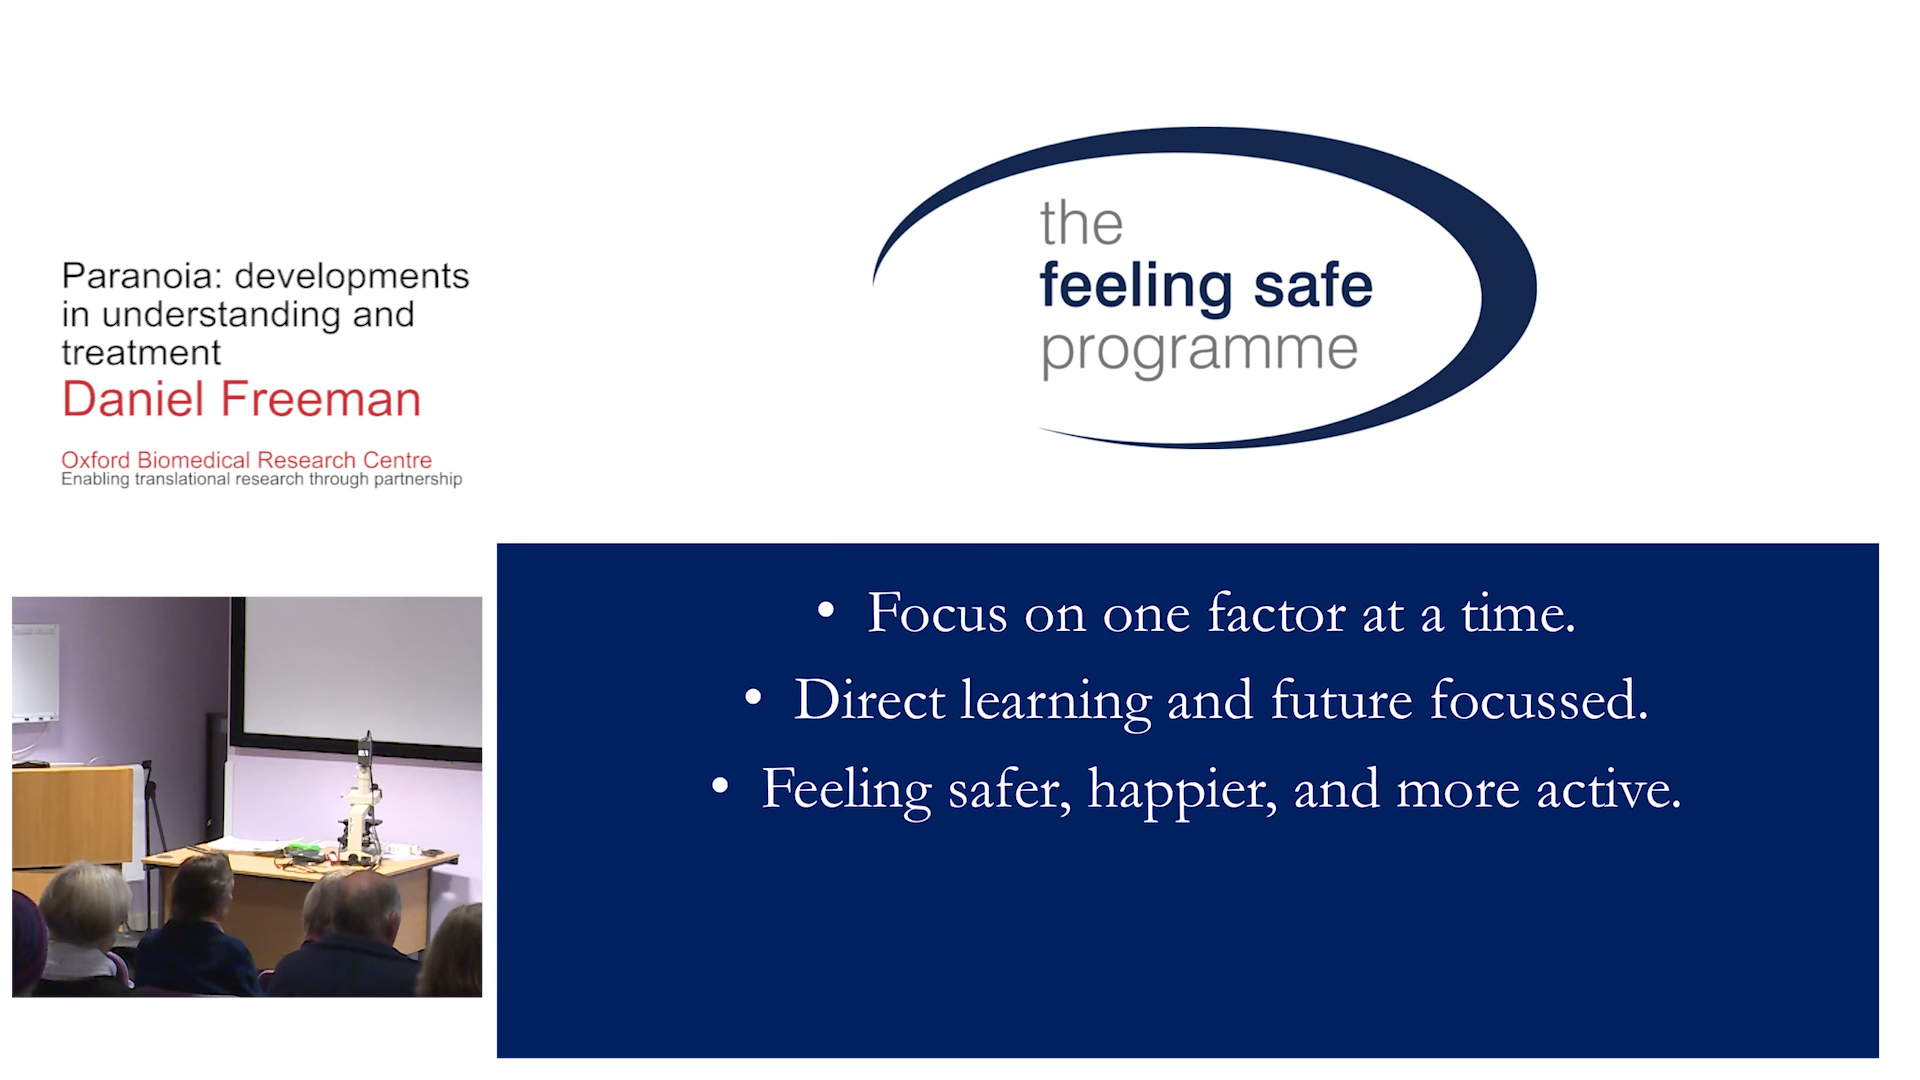 Paranoia: developments
in understanding and
treatment
Daniel Freeman
Oxford Biomedical Research Centre
Enabling translational research through partnership
the
feeling safe
programme
• Focus on one factor at a time.
• Direct learning and future focussed.
• Feeling safer, happier, and more active.